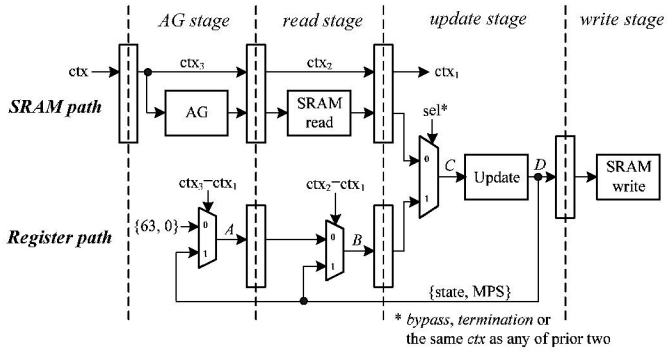 AG stage read stage update stage write stage
ctx ctx₃ ctx₂ ctx₁
SRAM path
AG SRAM read sel*
0 C Update D SRAM write
1
ctx₃−ctx₁ ctx₂−ctx₁
Register path
{63, 0} 0 A 0 B
1 1
{state, MPS}
* bypass, termination or
the same ctx as any of prior two